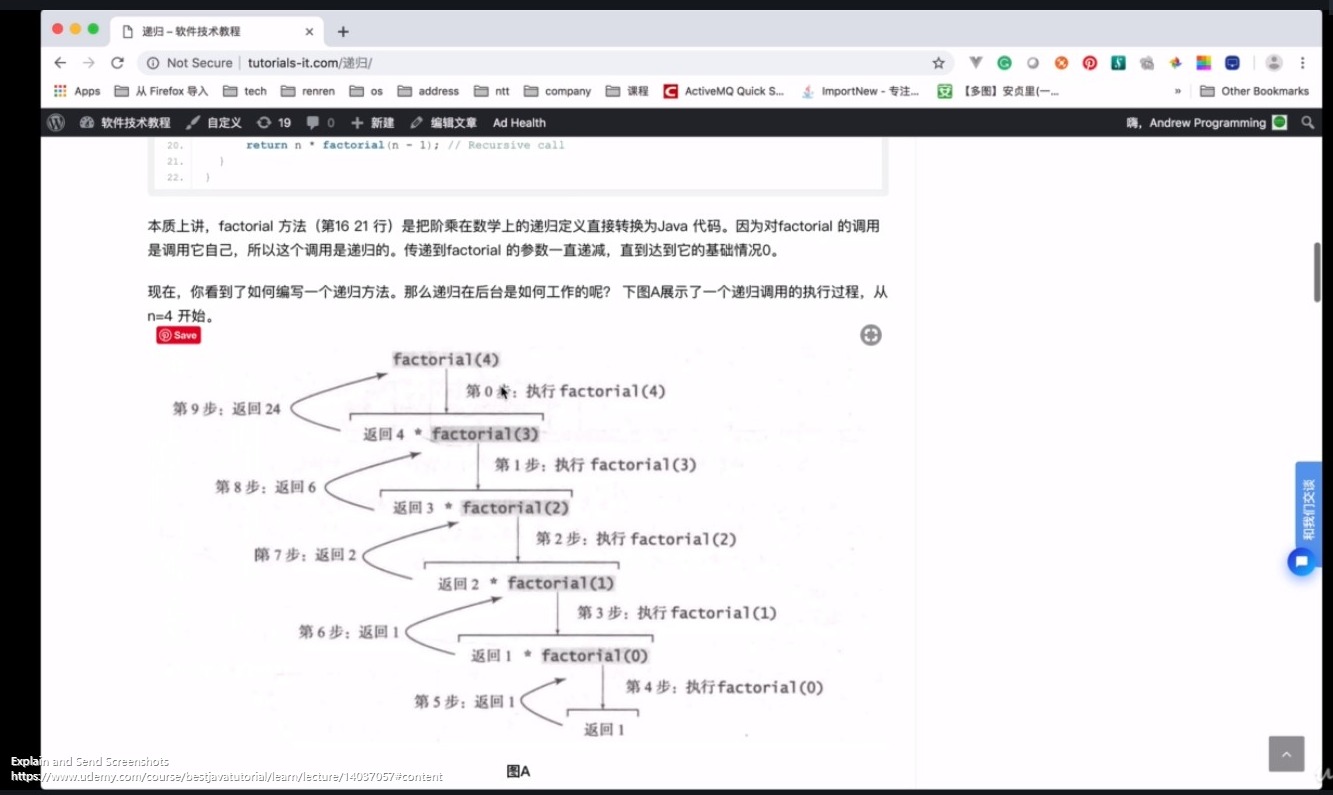 递归 – 软件技术教程
Not Secure | tutorials-it.com/递归/
Apps 从 Firefox 导入 tech renren os address ntt company 课程 ActiveMQ Quick S... ImportNew - 专注... 【多图】安贞里(一... » Other Bookmarks
软件技术教程 自定义 19 0 新建 编辑文章 Ad Health 嗨，Andrew Programming
20. return n * factorial(n - 1); // Recursive call
21. }
22. }
本质上讲，factorial 方法（第16 21 行）是把阶乘在数学上的递归定义直接转换为Java 代码。因为对factorial 的调用
是调用它自己，所以这个调用是递归的。传递到factorial 的参数一直递减，直到达到它的基础情况0。
现在，你看到了如何编写一个递归方法。那么递归在后台是如何工作的呢？ 下图A展示了一个递归调用的执行过程，从
n=4 开始。
Save
factorial(4)
第 0 步：执行 factorial(4)
第 9 步：返回 24
返回 4 * factorial(3)
第 1 步：执行 factorial(3)
第 8 步：返回 6
返回 3 * factorial(2)
第 2 步：执行 factorial(2)
第 7 步：返回 2
返回 2 * factorial(1)
第 3 步：执行 factorial(1)
第 6 步：返回 1
返回 1 * factorial(0)
第 4 步：执行factorial(0)
第 5 步：返回 1
返回 1
图A
和我们交谈
Explain and Send Screenshots
https://www.udemy.com/course/bestjavatutorial/learn/lecture/14037057#content